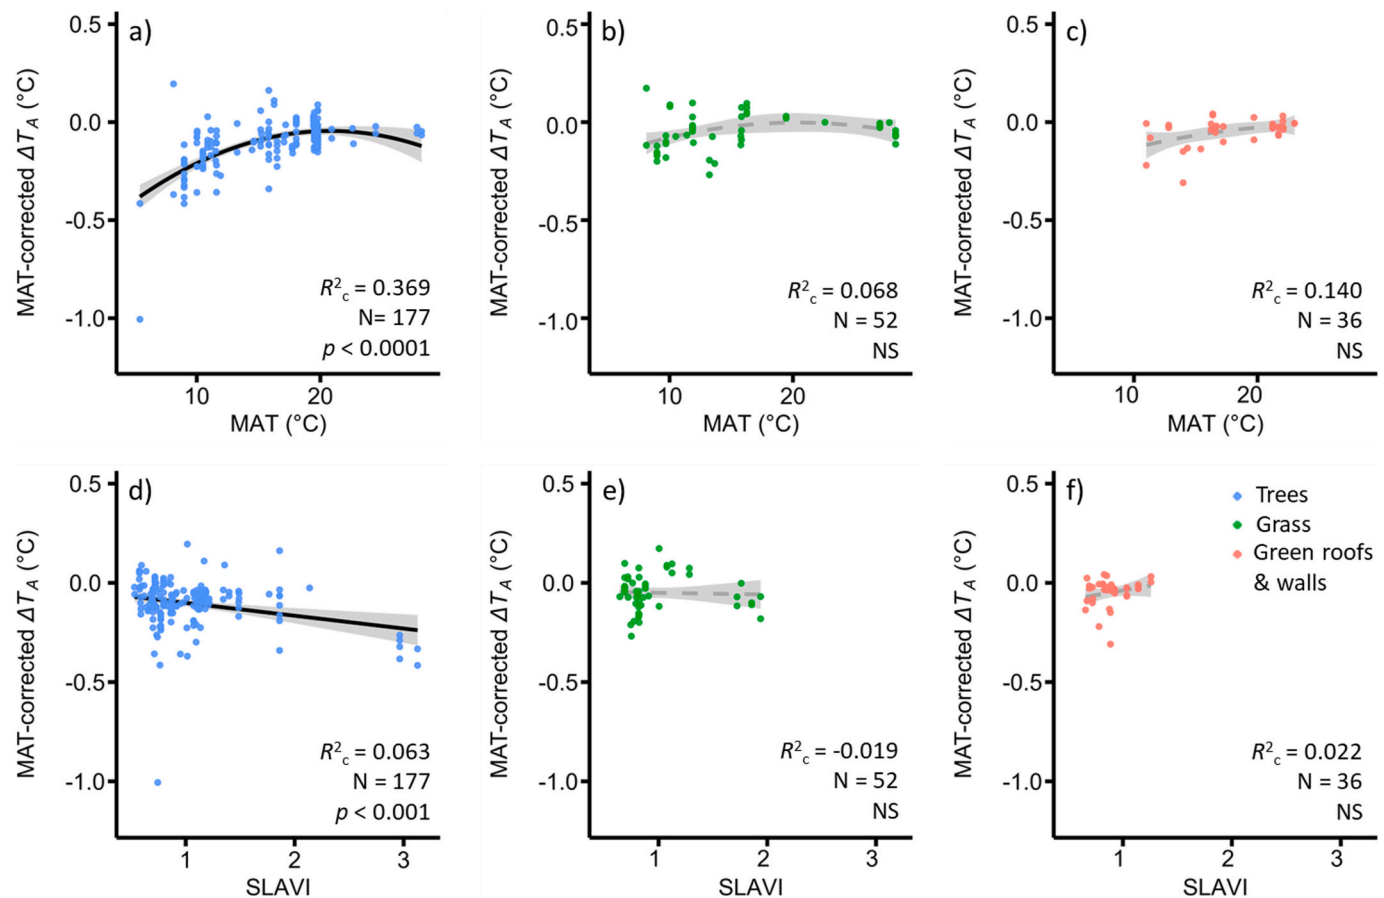 a)
MAT-corrected ΔT_A (°C)
0.5
0.0
-0.5
-1.0
R²_c = 0.369
N= 177
p < 0.0001
10 20
MAT (°C)
b)
MAT-corrected ΔT_A (°C)
0.5
0.0
-0.5
-1.0
R²_c = 0.068
N = 52
NS
10 20
MAT (°C)
c)
MAT-corrected ΔT_A (°C)
0.5
0.0
-0.5
-1.0
R²_c = 0.140
N = 36
NS
10 20
MAT (°C)
d)
MAT-corrected ΔT_A (°C)
0.5
0.0
-0.5
-1.0
R²_c = 0.063
N = 177
p < 0.001
1 2 3
SLAVI
e)
MAT-corrected ΔT_A (°C)
0.5
0.0
-0.5
-1.0
R²_c = -0.019
N = 52
NS
1 2 3
SLAVI
f)
MAT-corrected ΔT_A (°C)
0.5
0.0
-0.5
-1.0
Trees
Grass
Green roofs
& walls
R²_c = 0.022
N = 36
NS
1 2 3
SLAVI